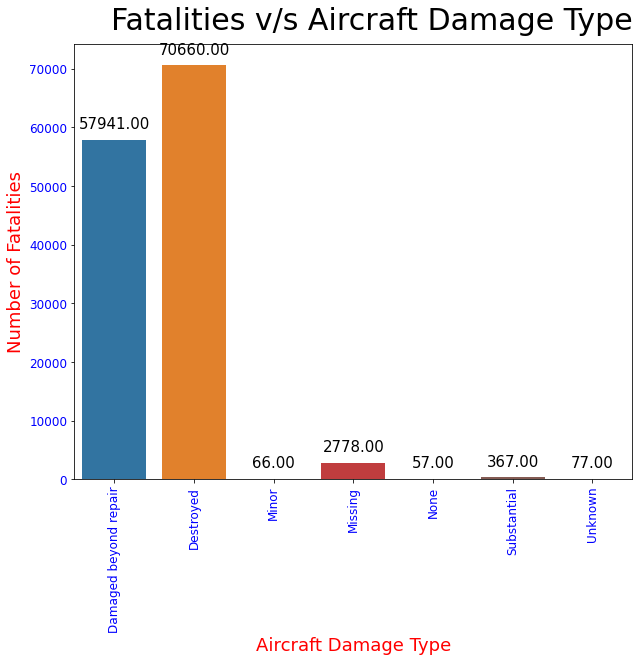 Fatalities v/s Aircraft Damage Type
Number of Fatalities
70000
60000
50000
40000
30000
20000
10000
0
57941.00
70660.00
66.00
2778.00
57.00
367.00
77.00
Damaged beyond repair
Destroyed
Minor
Missing
None
Substantial
Unknown
Aircraft Damage Type